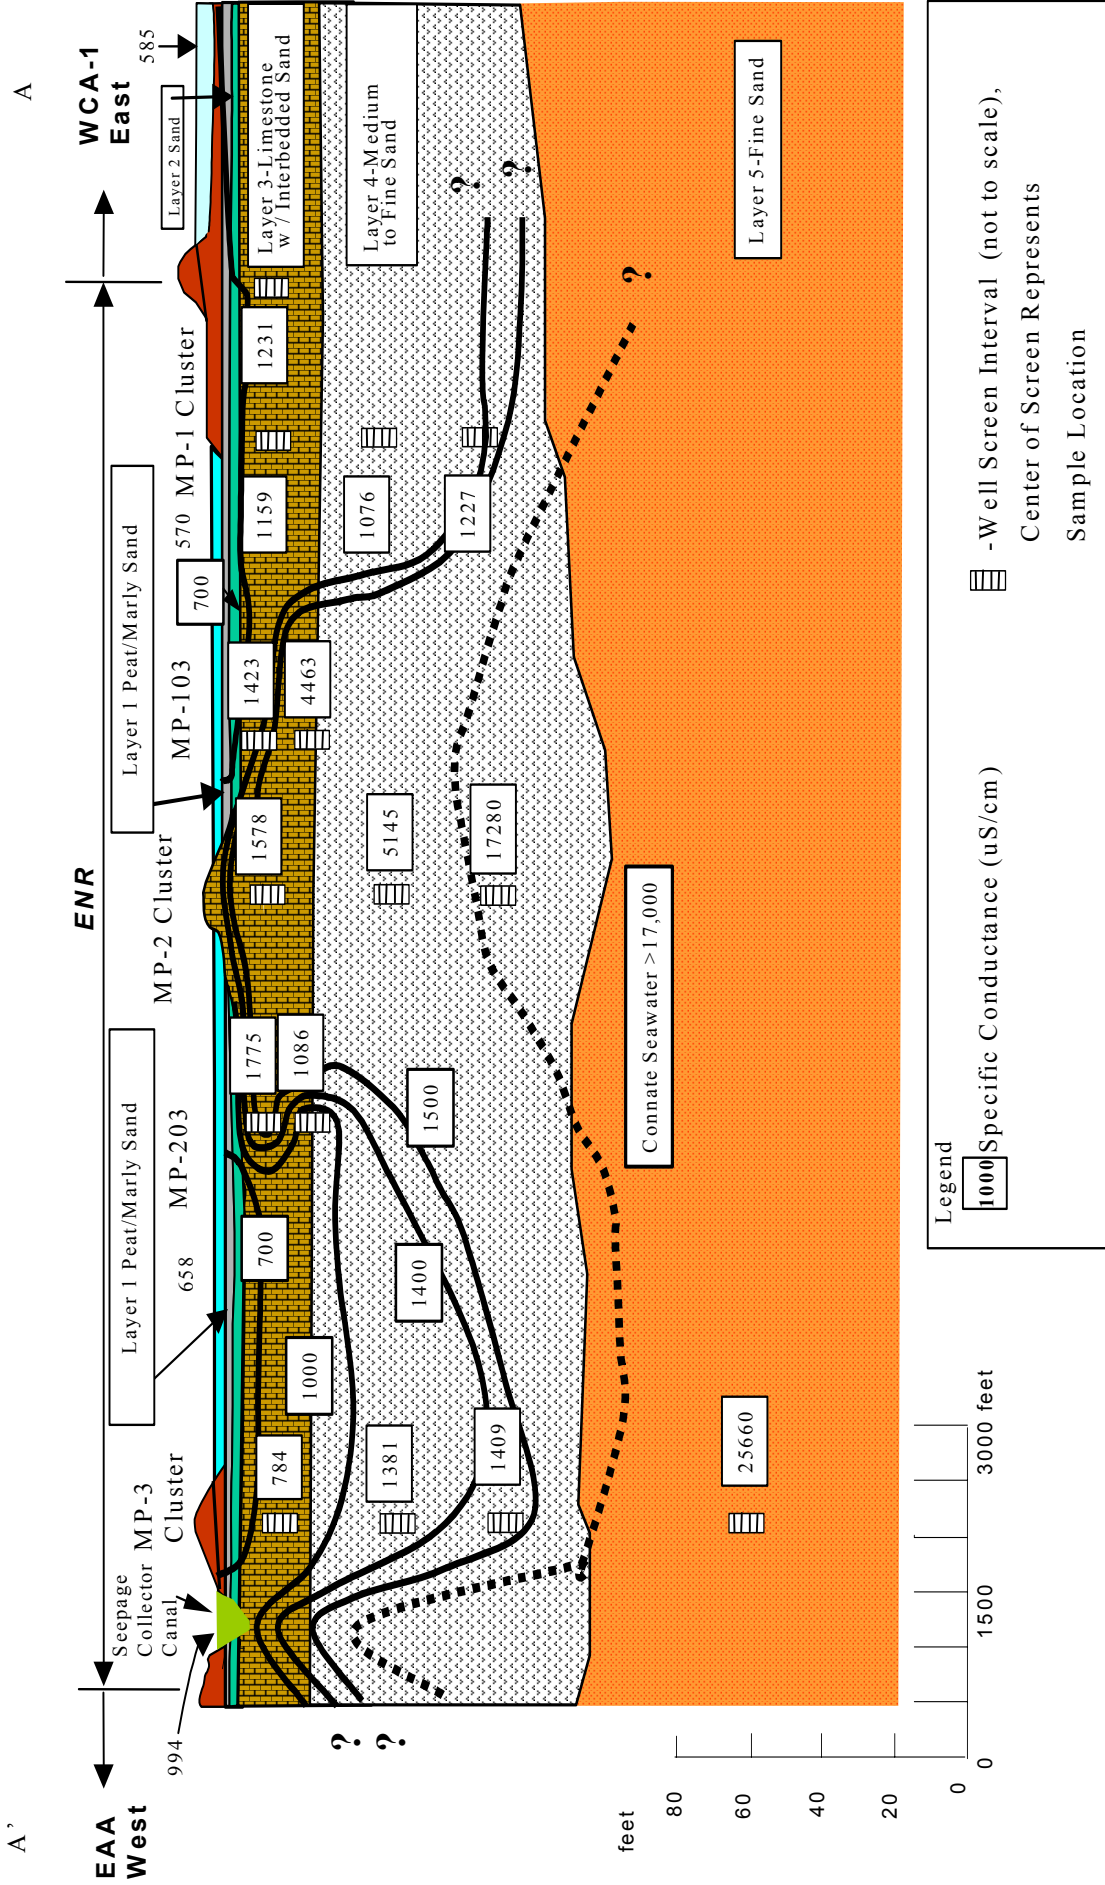 A'
A
EAA
West
ENR
WCA-1
East
994
Seepage
Collector
Canal
MP-3
Cluster
Layer 1 Peat/Marly Sand
658
MP-203
MP-2 Cluster
Layer 1 Peat/Marly Sand
MP-103
700
570
MP-1 Cluster
Layer 2 Sand
585
784
1000
700
1775
1086
1578
1423
4463
1159
1231
Layer 3-Limestone
w/ Interbedded Sand
1381
1409
1400
1500
5145
17280
1076
1227
Layer 4-Medium
to Fine Sand
?
?
?
?
?
25660
Connate Seawater >17,000
Layer 5-Fine Sand
feet
80
60
40
20
0
0
1500
3000 feet
Legend
1000 Specific Conductance (uS/cm)
-Well Screen Interval (not to scale),
Center of Screen Represents
Sample Location